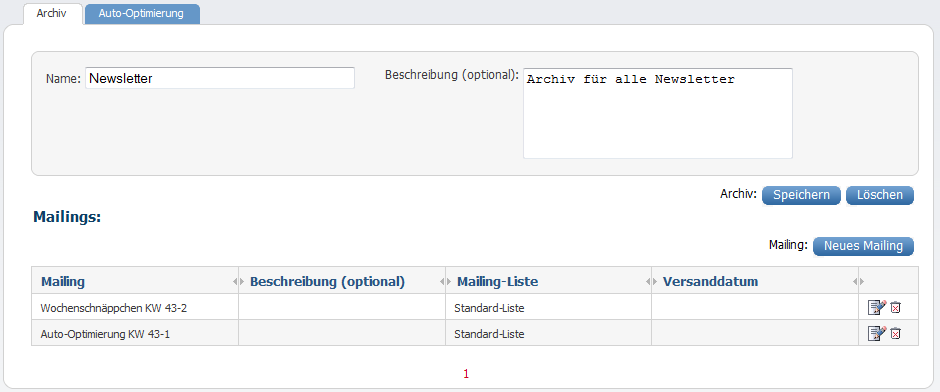 Archiv Auto-Optimierung
Name: Newsletter Beschreibung (optional): Archiv für alle Newsletter
Archiv: Speichern Löschen
Mailings:
Mailing: Neues Mailing
Mailing Beschreibung (optional) Mailing-Liste Versanddatum
Wochenschnäppchen KW 43-2 Standard-Liste
Auto-Optimierung KW 43-1 Standard-Liste
1